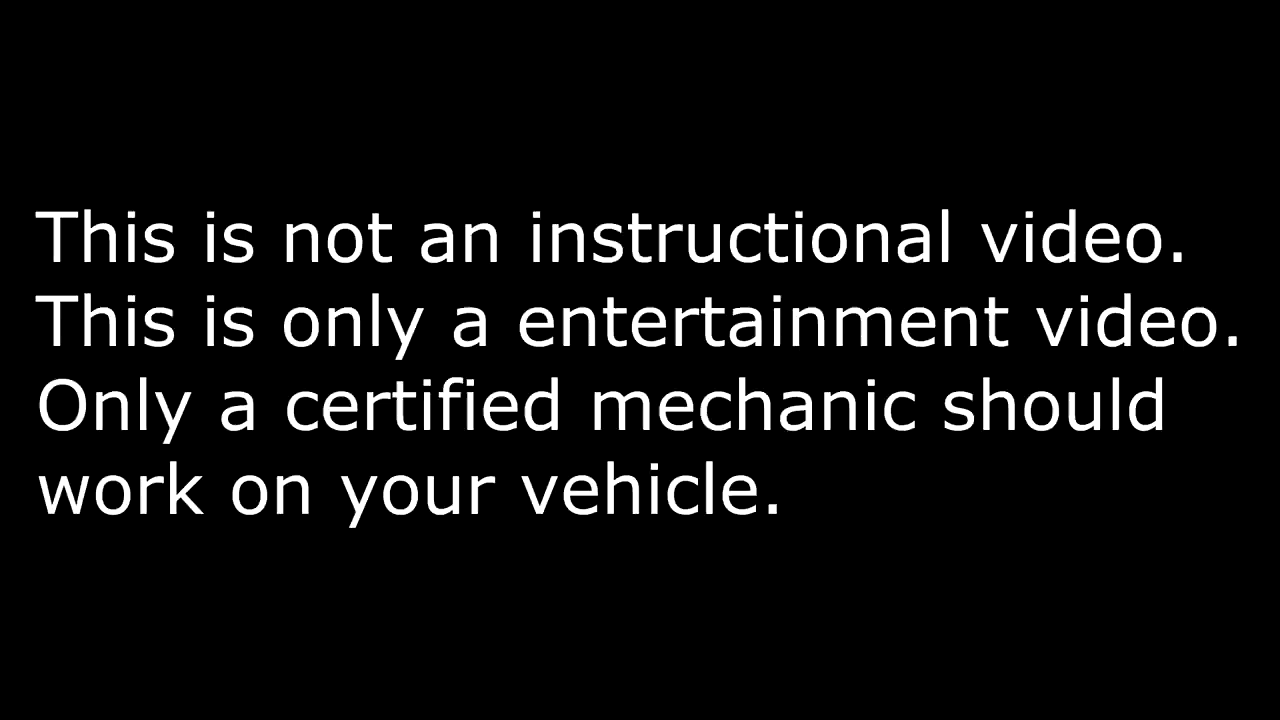 This is not an instructional video.
This is only a entertainment video.
Only a certified mechanic should
work on your vehicle.